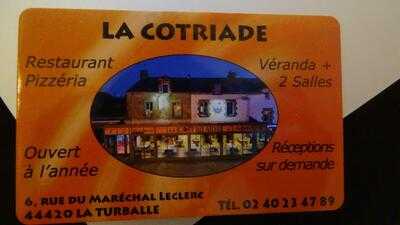 LA COTRIADE
Restaurant
Pizzéria
Véranda +
2 Salles
Ouvert
à l'année
Réceptions
sur demande
6, RUE DU MARÉCHAL LECLERC
44420 LA TURBALLE
TÉL. 02 40 23 47 89